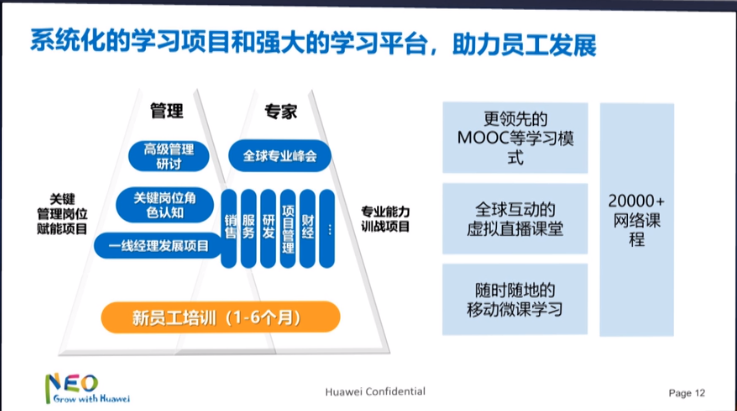 系统化的学习项目和强大的学习平台，助力员工发展
管理
专家
高级管理
研讨
全球专业峰会
关键
管理岗位
赋能项目
关键岗位角
色认知
一线经理发展项目
销售
服务
研发
项目管理
财经
...
专业能力
训战项目
新员工培训（1-6个月）
更领先的
MOOC等学习模
式
全球互动的
虚拟直播课堂
随时随地的
移动微课学习
20000+
网络课
程
NEO
Grow with Huawei
Huawei Confidential
Page 12